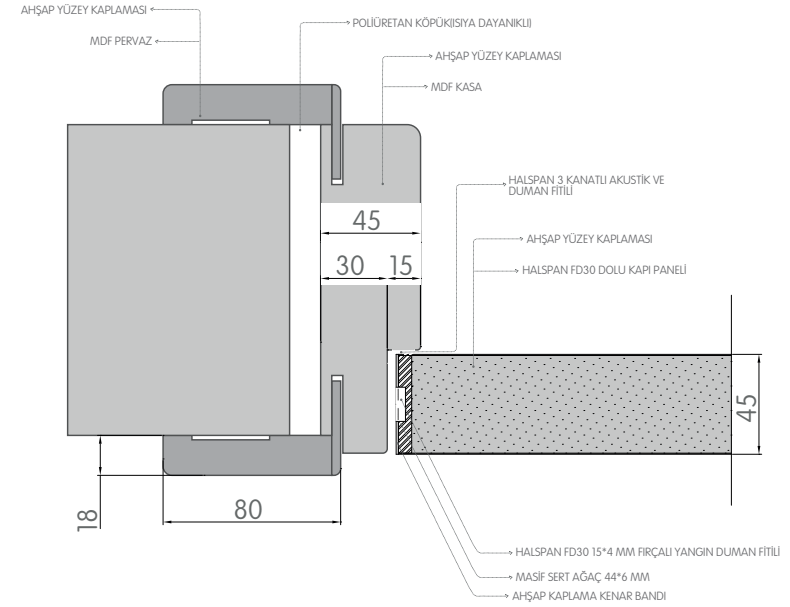 AHŞAP YÜZEY KAPLAMASI
POLİÜRETAN KÖPÜK(ISIYA DAYANIKLI)
MDF PERVAZ
AHŞAP YÜZEY KAPLAMASI
MDF KASA
HALSPAN 3 KANATLI AKUSTİK VE
DUMAN FİTİLİ
45
AHŞAP YÜZEY KAPLAMASI
30
15
HALSPAN FD30 DOLU KAPI PANELİ
45
18
80
HALSPAN FD30 15*4 MM FIRÇALI YANGIN DUMAN FİTİLİ
MASİF SERT AĞAÇ 44*6 MM
AHŞAP KAPLAMA KENAR BANDI